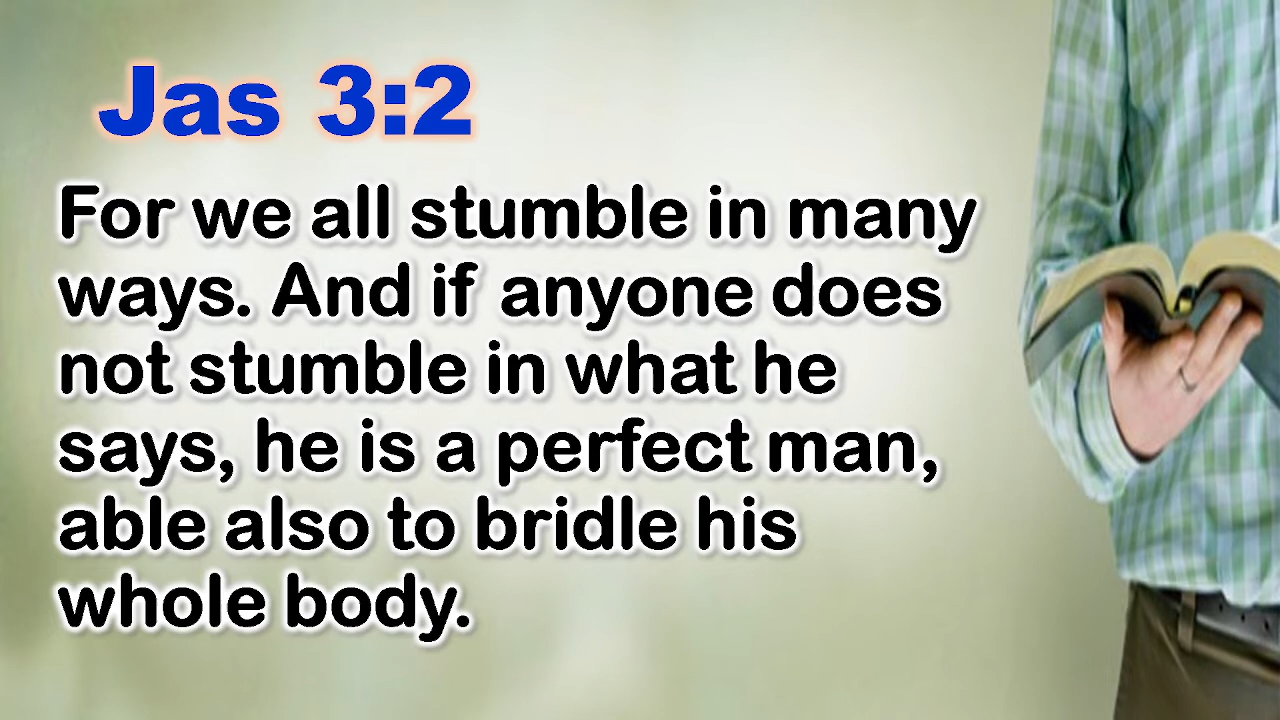 Jas 3:2
For we all stumble in many
ways. And if anyone does
not stumble in what he
says, he is a perfect man,
able also to bridle his
whole body.